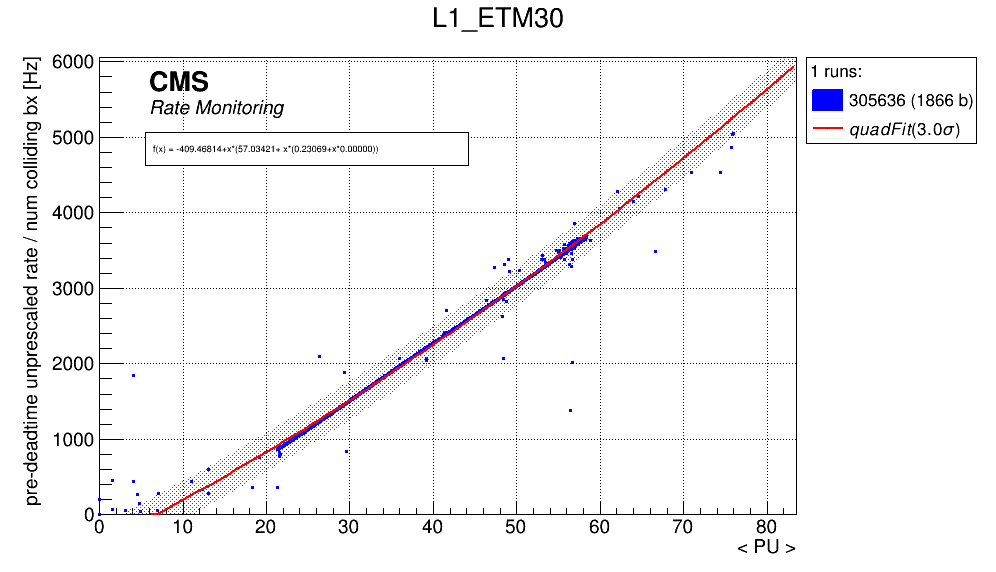 L1_ETM30
pre-deadtime unprescaled rate / num colliding bx [Hz]
6000
5000
4000
3000
2000
1000
0
CMS
Rate Monitoring
f(x) = -409.46814+x*(57.03421+ x*(0.23069+x*0.00000))
0 10 20 30 40 50 60 70 80
< PU >
1 runs:
305636 (1866 b)
quadFit(3.0σ)